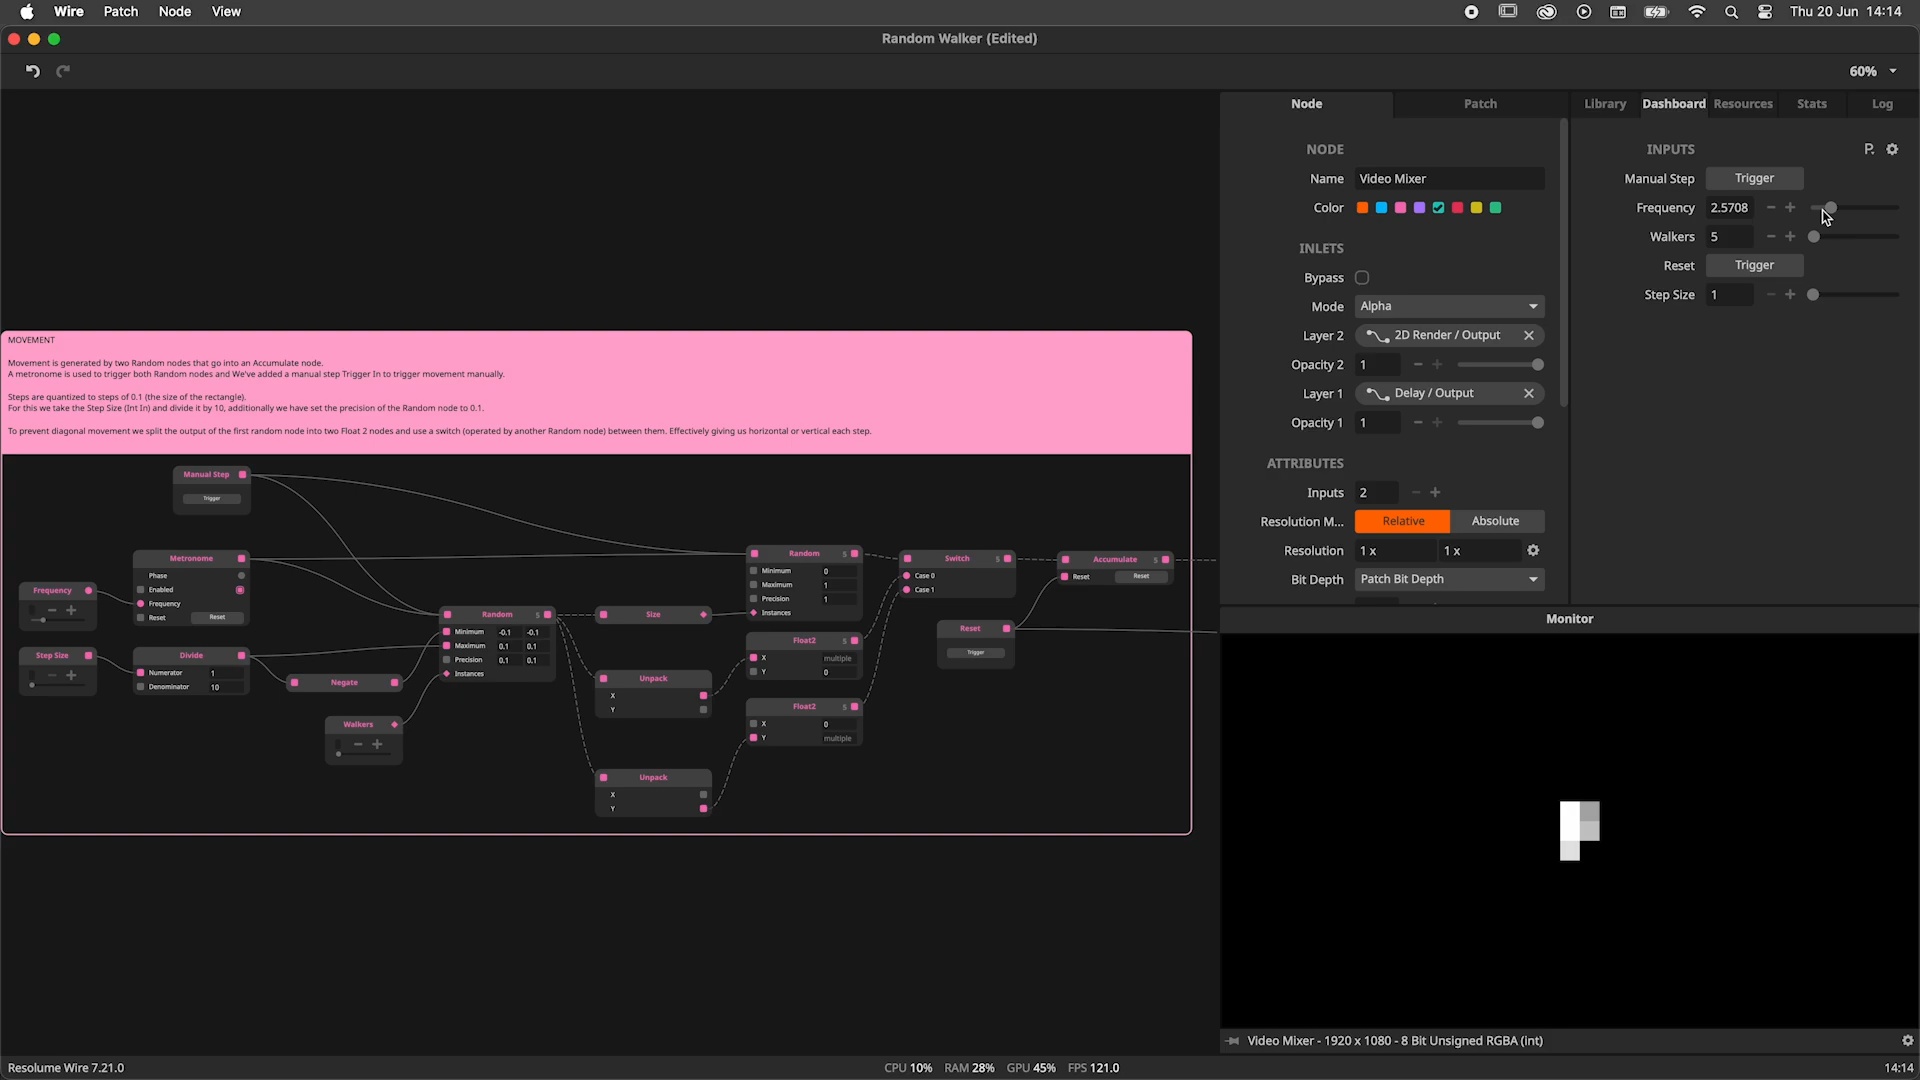 Wire Patch Node View
Thu 20 Jun 14:14
Random Walker (Edited)
60%
Node Patch
Library Dashboard Resources Stats Log
NODE
Name Video Mixer
Color
INLETS
Bypass
Mode Alpha
Layer 2 2D Render / Output
Opacity 2 1
Layer 1 Delay / Output
Opacity 1 1
ATTRIBUTES
Inputs 2
Resolution M... Relative Absolute
Resolution 1 x 1 x
Bit Depth Patch Bit Depth
INPUTS P.
Manual Step Trigger
Frequency 2.5708
Walkers 5
Reset Trigger
Step Size 1
MOVEMENT
Movement is generated by two Random nodes that go into an Accumulate node.
A metronome is used to trigger both Random nodes and We've added a manual step Trigger In to trigger movement manually.
Steps are quantized to steps of 0.1 (the size of the rectangle).
For this we take the Step Size (Int In) and divide it by 10, additionally we have set the precision of the Random node to 0.1.
To prevent diagonal movement we split the output of the first random node into two Float 2 nodes and use a switch (operated by another Random node) between them. Effectively giving us horizontal or vertical each step.
Manual Step
Trigger
Metronome
Phase
Enabled
Frequency
Reset Reset
Frequency
Step Size
Divide
Numerator 1
Denominator 10
Negate
Walkers
Random S
Minimum -0.1 -0.1
Maximum 0.1 0.1
Precision 0.1 0.1
Instances
Size
Unpack
X
Y
Unpack
X
Y
Random S
Minimum 0
Maximum 1
Precision 1
Instances
Float2 S
X multiple
Y 0
Float2 S
X 0
Y multiple
Switch S
Case 0
Case 1
Accumulate S
Reset Reset
Reset
Trigger
Monitor
Video Mixer - 1920 x 1080 - 8 Bit Unsigned RGBA (int)
Resolume Wire 7.21.0
CPU 10% RAM 28% GPU 45% FPS 121.0
14:14